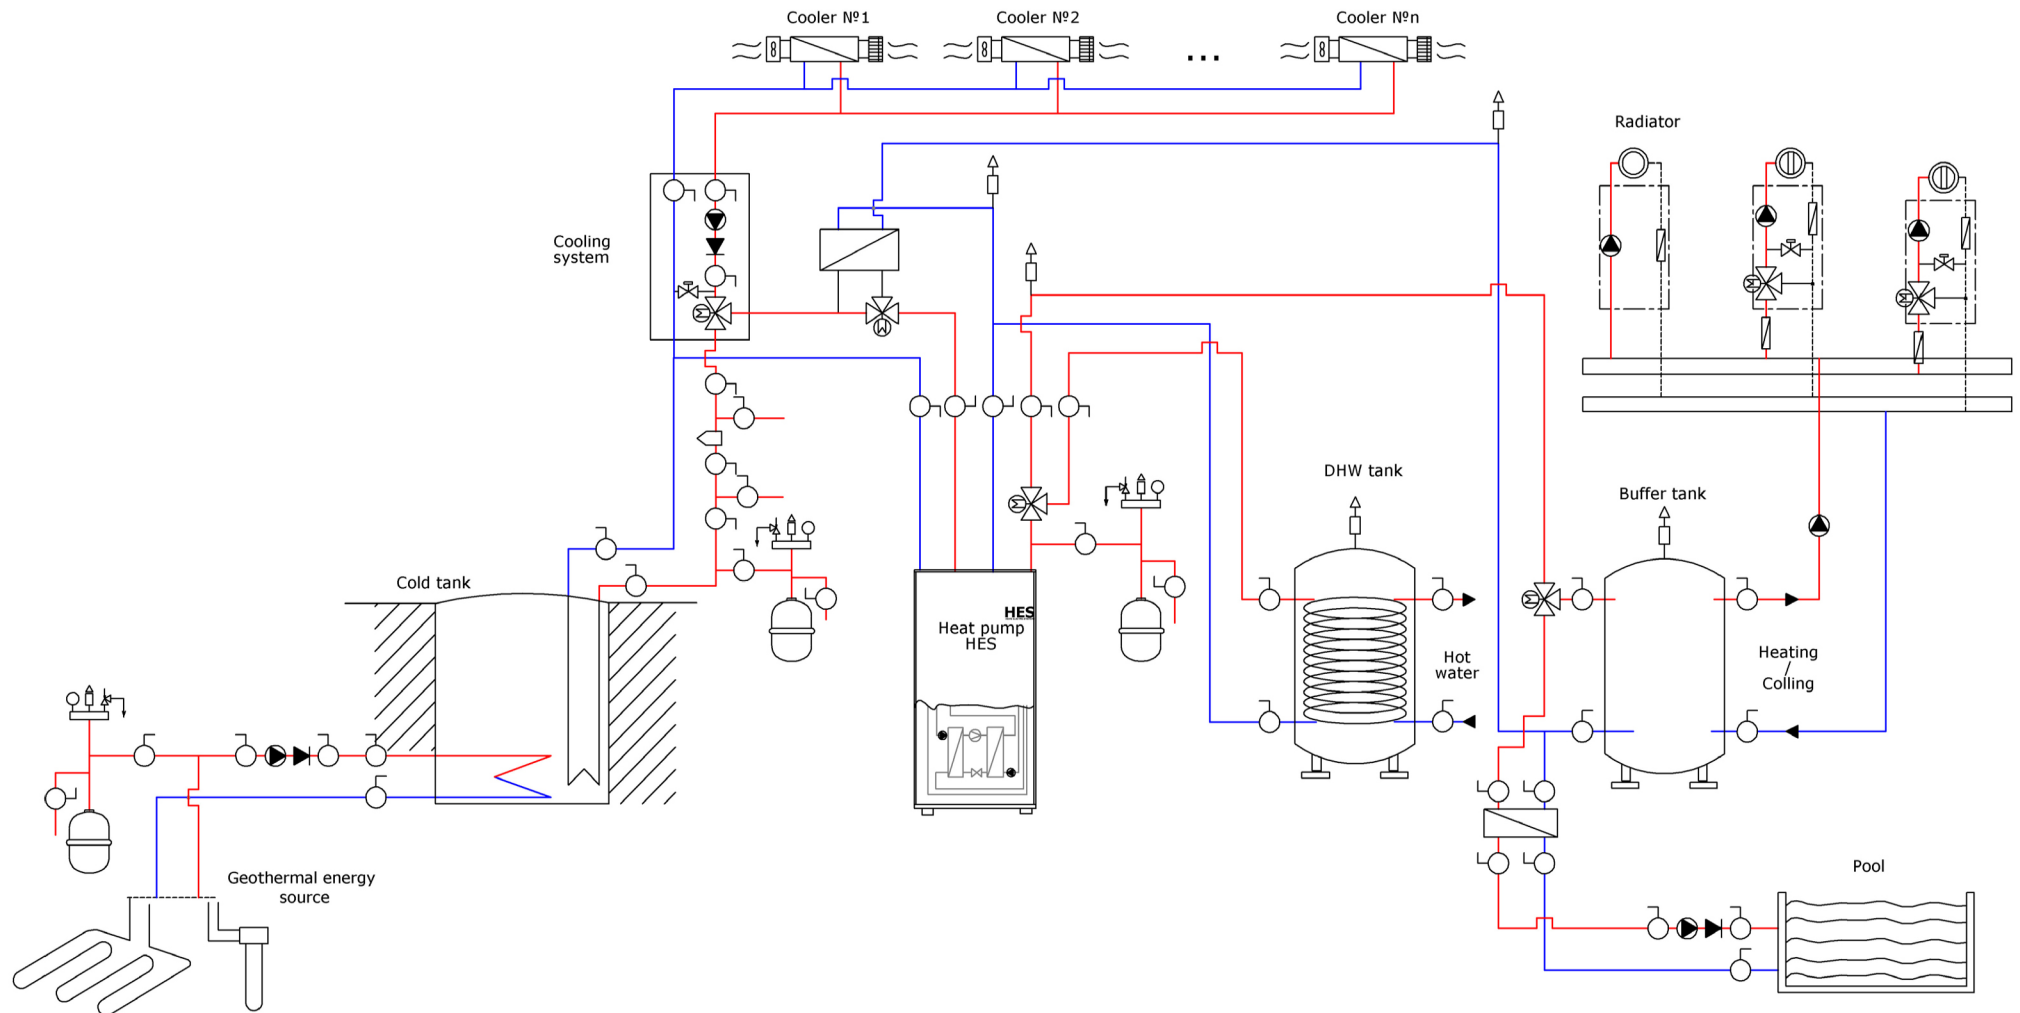 Cooler №1
Cooler №2
Cooler №n
...
Radiator
Cooling
system
DHW tank
Buffer tank
Cold tank
HES
Heat pump
HES
Hot
water
Heating
/
Colling
Geothermal energy
source
Pool